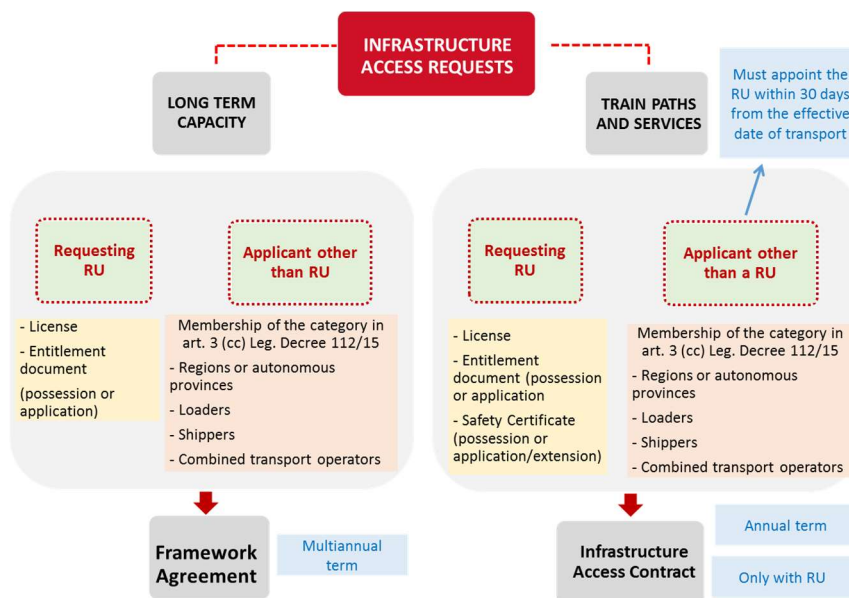 INFRASTRUCTURE
ACCESS REQUESTS
LONG TERM
CAPACITY
TRAIN PATHS
AND SERVICES
Must appoint the
RU within 30 days
from the effective
date of transport
Requesting
RU
Applicant other
than RU
- License
- Entitlement
document
(possession or
application)
Membership of the category in
art. 3 (cc) Leg. Decree 112/15
- Regions or autonomous
provinces
- Loaders
- Shippers
- Combined transport operators
Requesting
RU
Applicant other
than a RU
- License
- Entitlement
document (possession
or application
- Safety Certificate
(possession or
application/extension)
Membership of the category in
art. 3 (cc) Leg. Decree 112/15
- Regions or autonomous
provinces
- Loaders
- Shippers
- Combined transport operators
Framework
Agreement
Multiannual
term
Infrastructure
Access Contract
Annual term
Only with RU